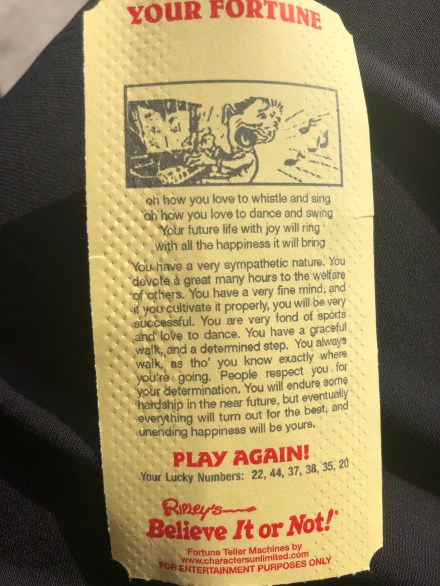 YOUR FORTUNE
oh how you love to whistle and sing
oh how you love to dance and swing
Your future life with joy will ring
with all the happiness it will bring
You have a very sympathetic nature. You
devote a great many hours to the welfare
of others. You have a very fine mind, and
if you cultivate it properly, you will be very
successful. You are very fond of sports
and love to dance. You have a graceful
walk, and a determined step. You always
walk, as tho' you know exactly where
you're going. People respect you for
your determination. You will endure some
hardship in the near future, but eventually
everything will turn out for the best, and
unending happiness will be yours.
PLAY AGAIN!
Your Lucky Numbers: 22, 44, 37, 38, 35, 20
Ripley's
Believe It or Not!®
Fortune Teller Machines by
www.charactersunlimited.com
FOR ENTERTAINMENT PURPOSES ONLY